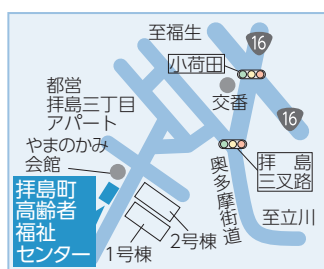 至福生
16
小荷田
都営
拝島三丁目
アパート
交番
16
やまのかみ
会館
拝島
三叉路
奥多摩街道
拝島町
高齢者
福祉
センター
至立川
2号棟
1号棟